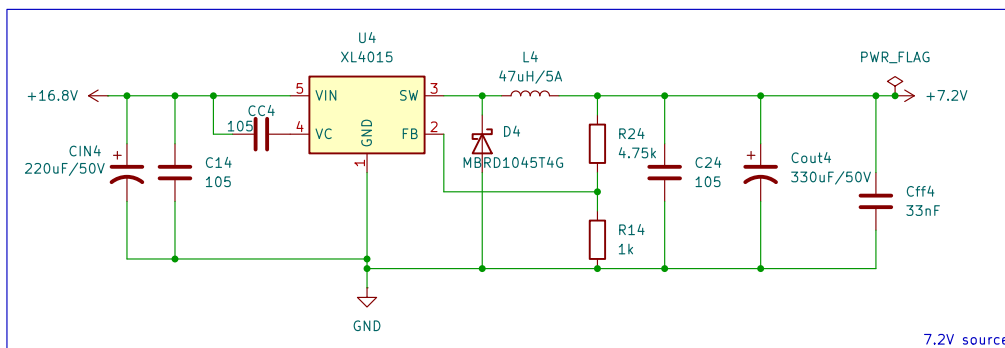 U4
XL4015
L4
47uH/5A
PWR_FLAG
+16.8V
5
VIN
SW
3
+7.2V
CC4
105
4
VC
GND
FB
2
1
D4
MBRD1045T4G
R24
4.75k
CIN4
220uF/50V
+
C14
105
C24
105
+
Cout4
330uF/50V
Cff4
33nF
R14
1k
GND
7.2V source